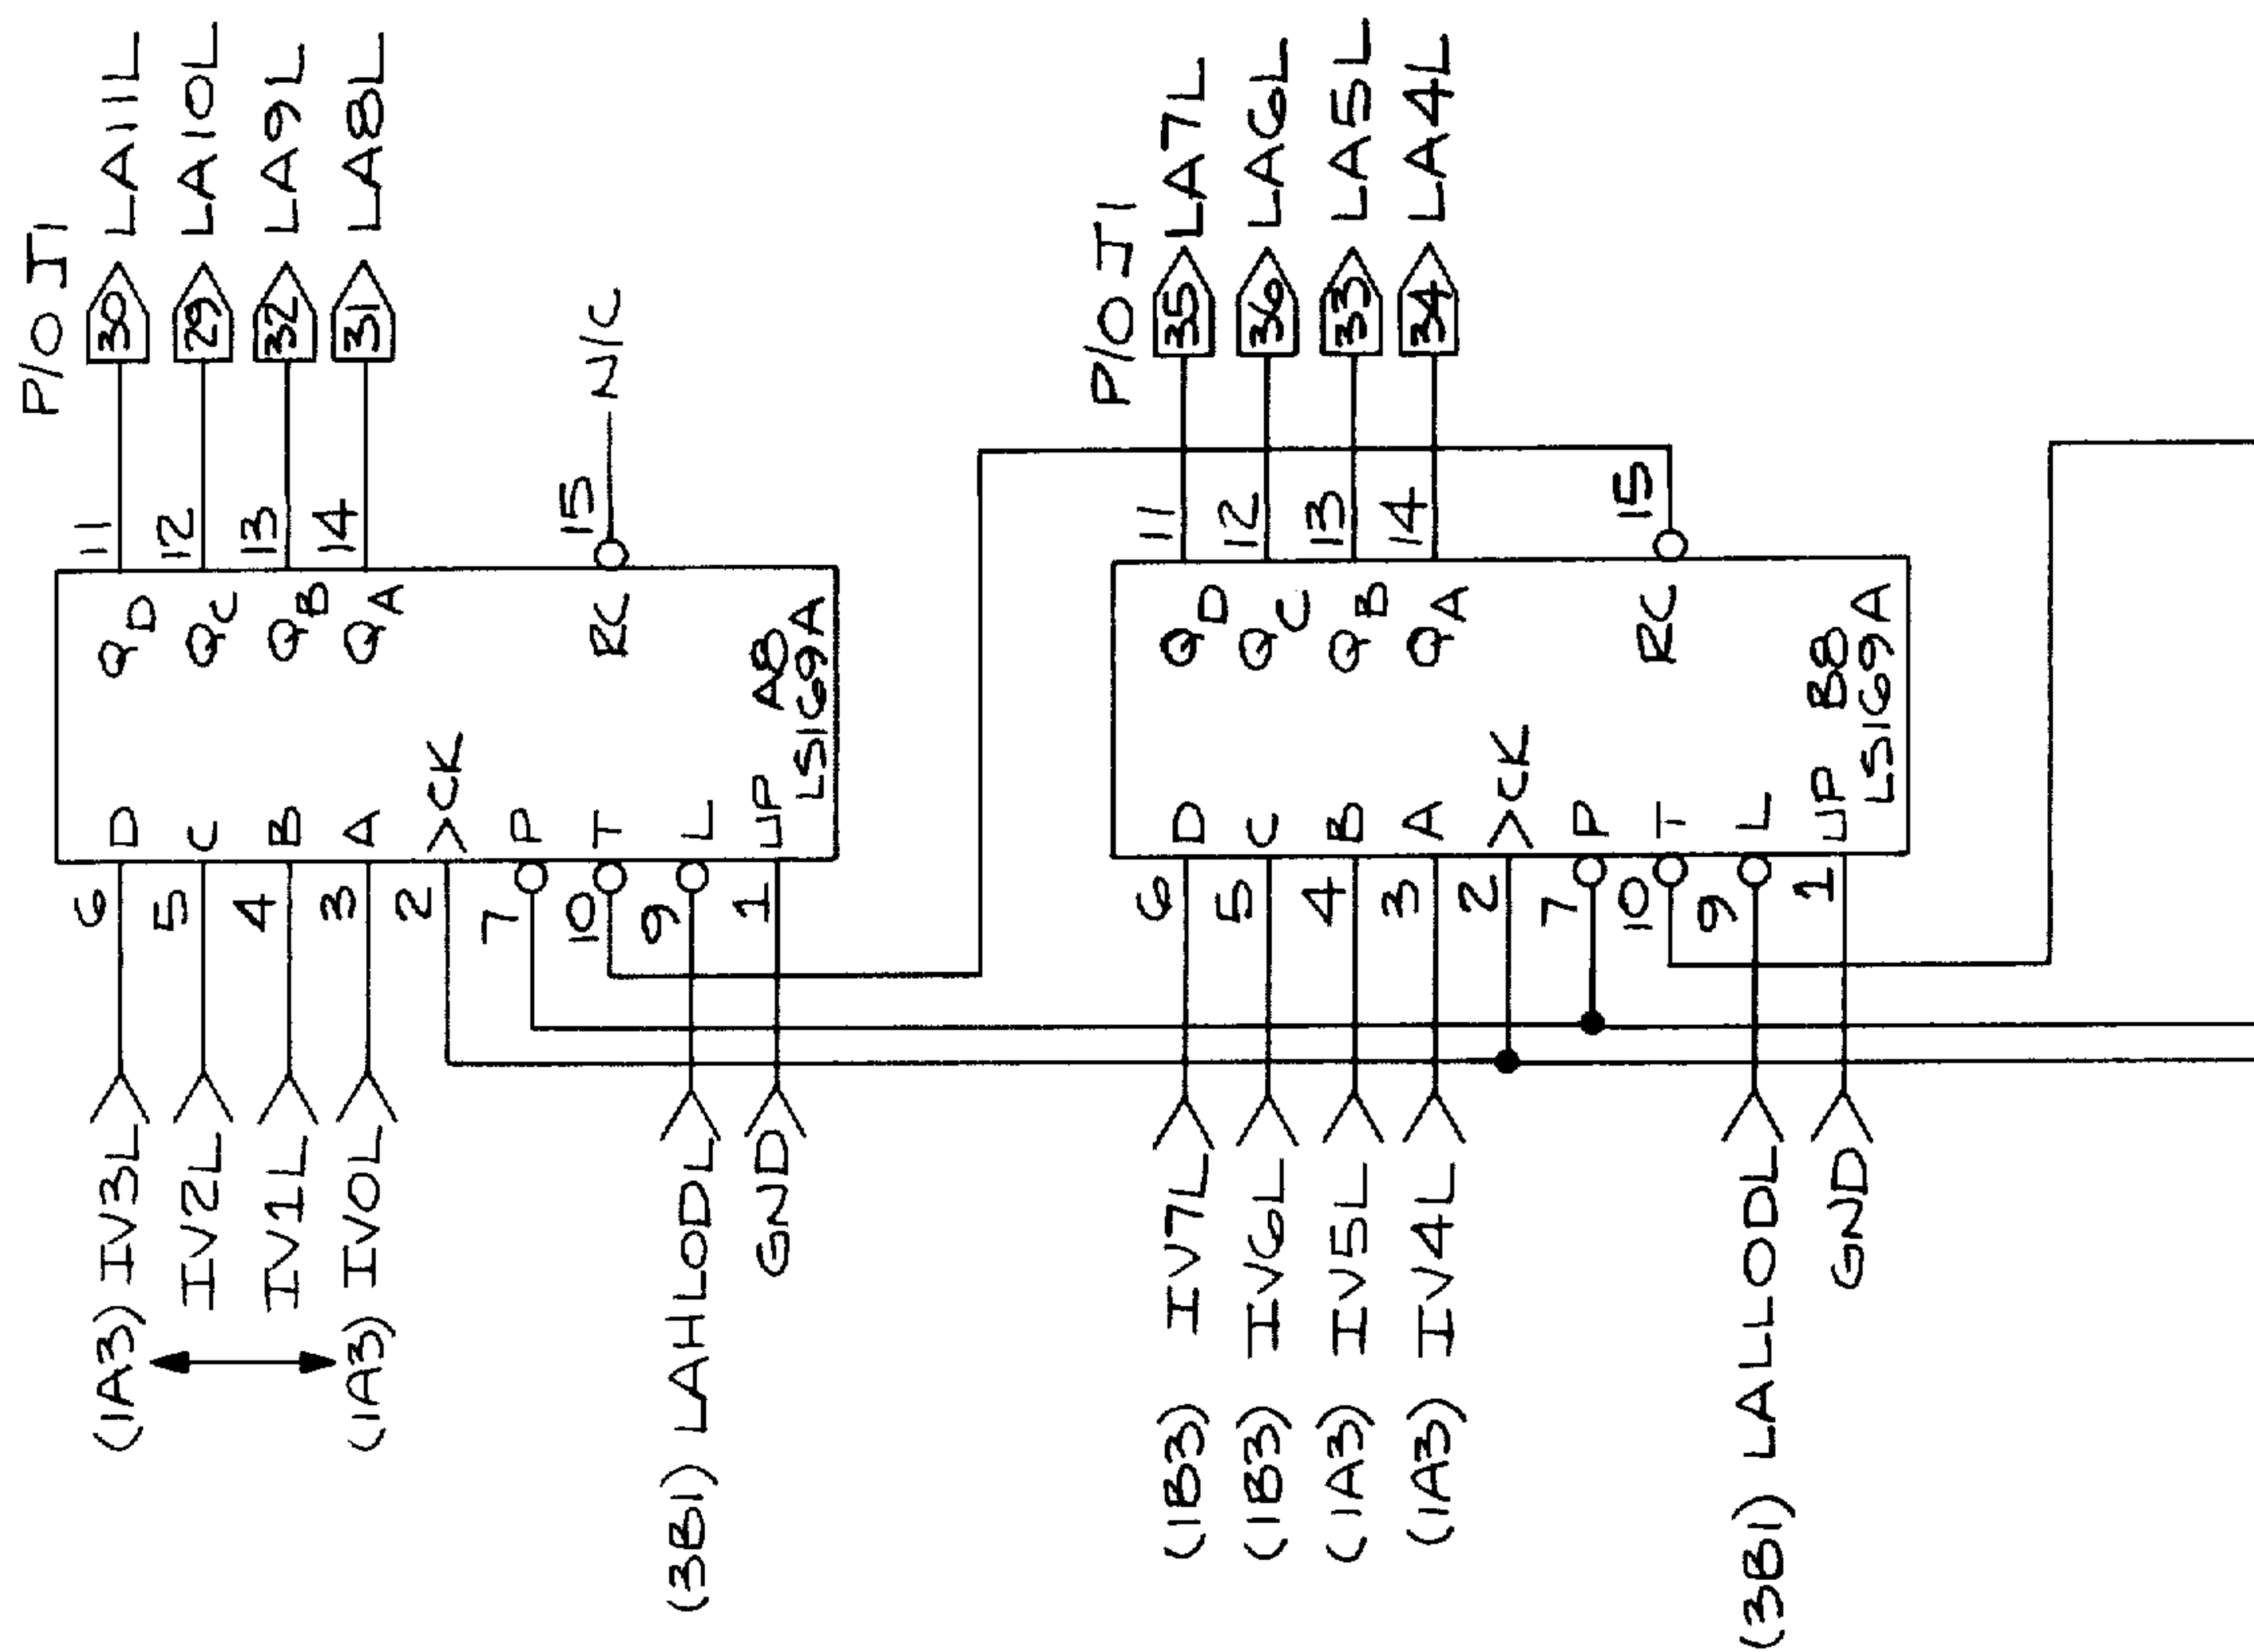 P/O J1
(1A3) IV3L 6 D QD 11 30 LA11L
IV2L 5 C QC 12 29 LA10L
IV1L 4 B QB 13 32 LA9L
(1A3) IV0L 3 A QA 14 31 LA8L
2 CK
7 P
10 T RC 15 N/C
(3B1) LAHLODL 9 L
GND 1 UP A8
LS169A
P/O J1
(1B3) IV7L 6 D QD 11 35 LA7L
(1B3) IV6L 5 C QC 12 36 LA6L
(1A3) IV5L 4 B QB 13 33 LA5L
(1A3) IV4L 3 A QA 14 34 LA4L
2 CK
7 P
10 T RC 15
(3B1) LALLODL 9 L
GND 1 UP B8
LS169A